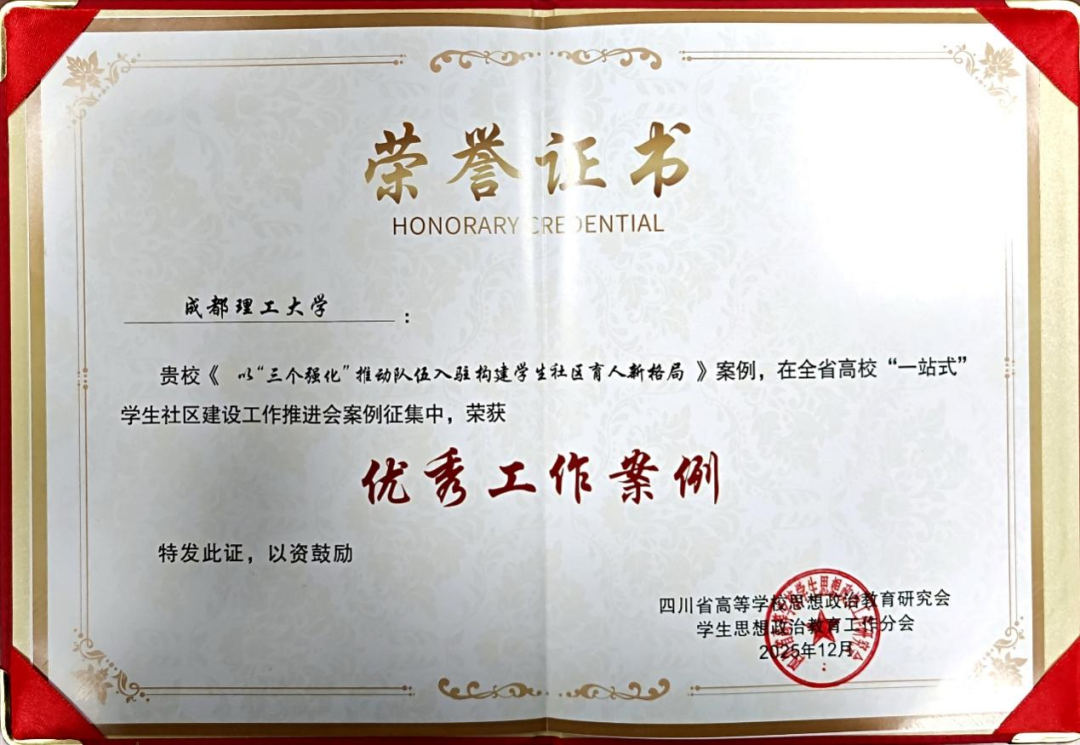 荣誉证书
HONORARY CREDENTIAL
成都理工大学：
贵校《以“三个强化”推动队伍入驻构建学生社区育人新格局》案例，在全省高校“一站式”
学生社区建设工作推进会案例征集中，荣获
优秀工作案例
特发此证，以资鼓励
四川省高等学校思想政治教育研究会
学生思想政治教育工作分会
2025年12月